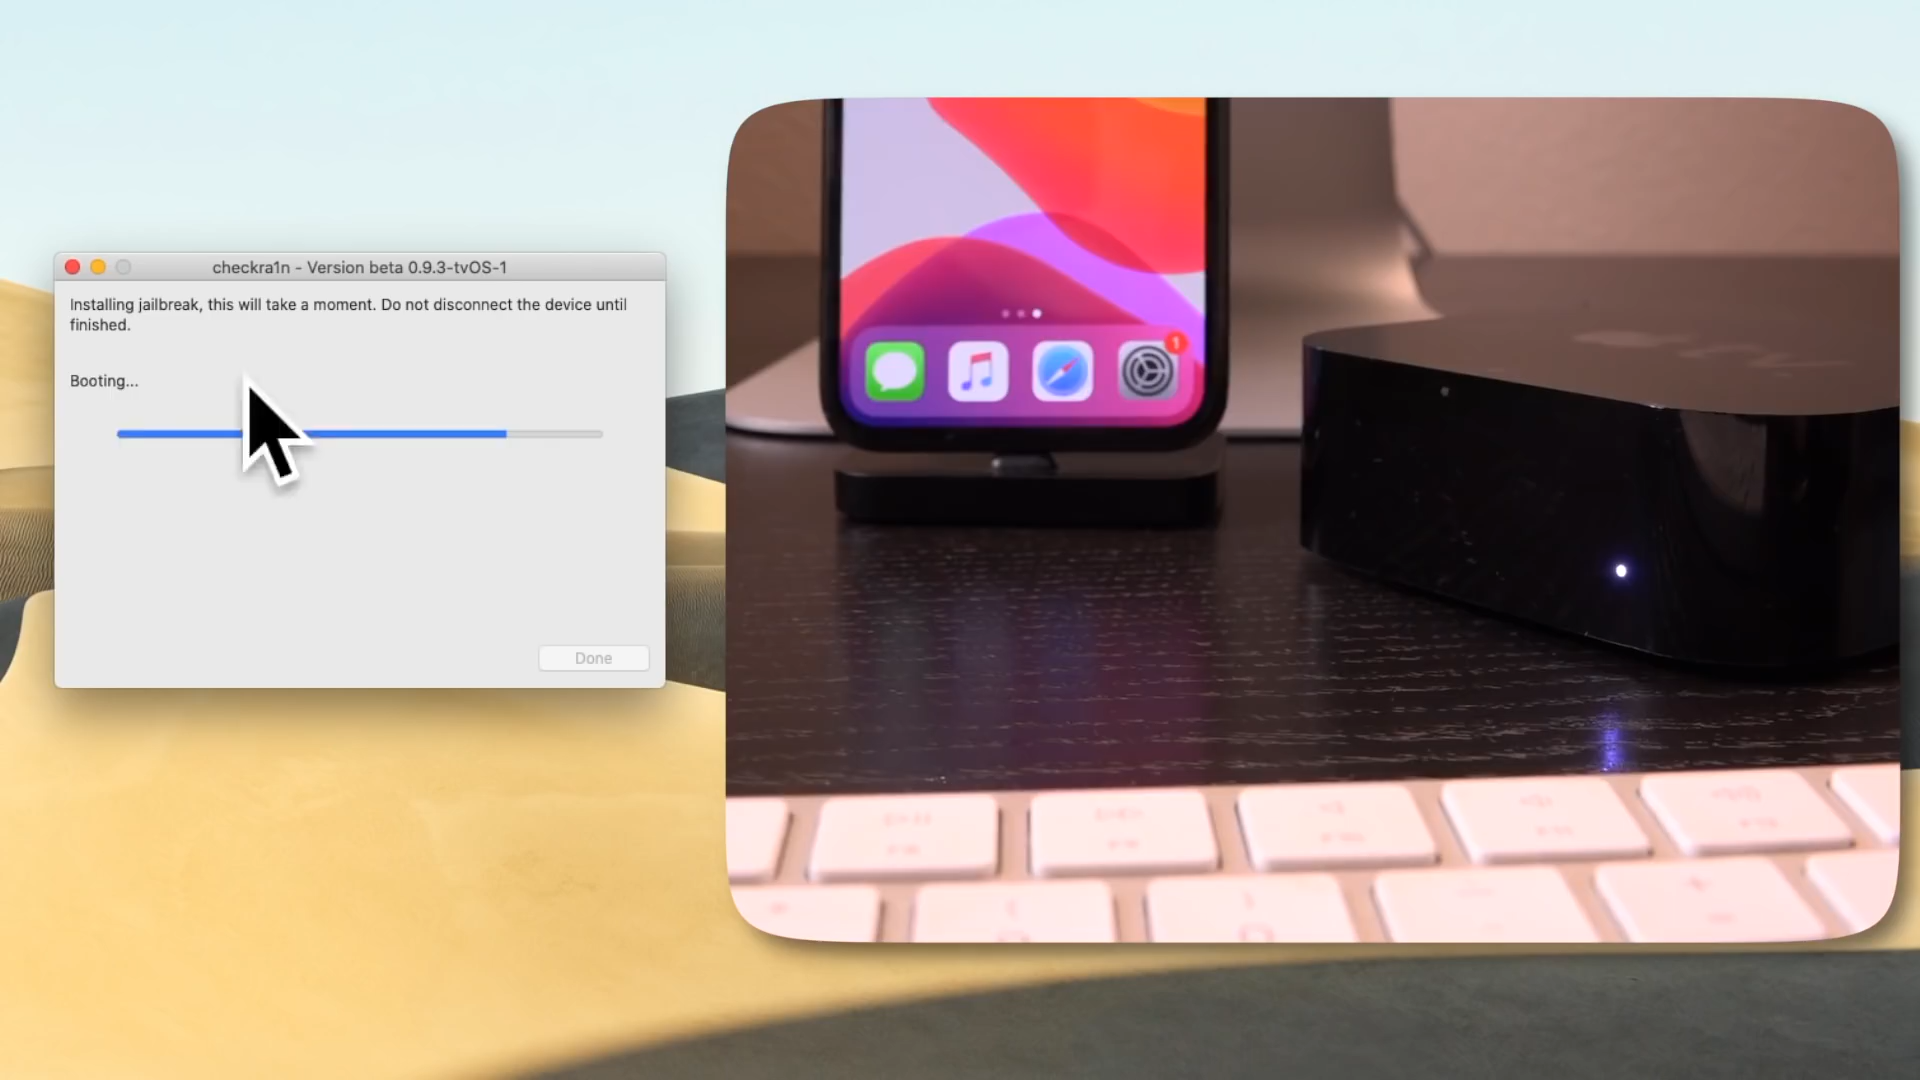 checkra1n - Version beta 0.9.3-tvOS-1
Installing jailbreak, this will take a moment. Do not disconnect the device until
finished.
Booting...
Done
1